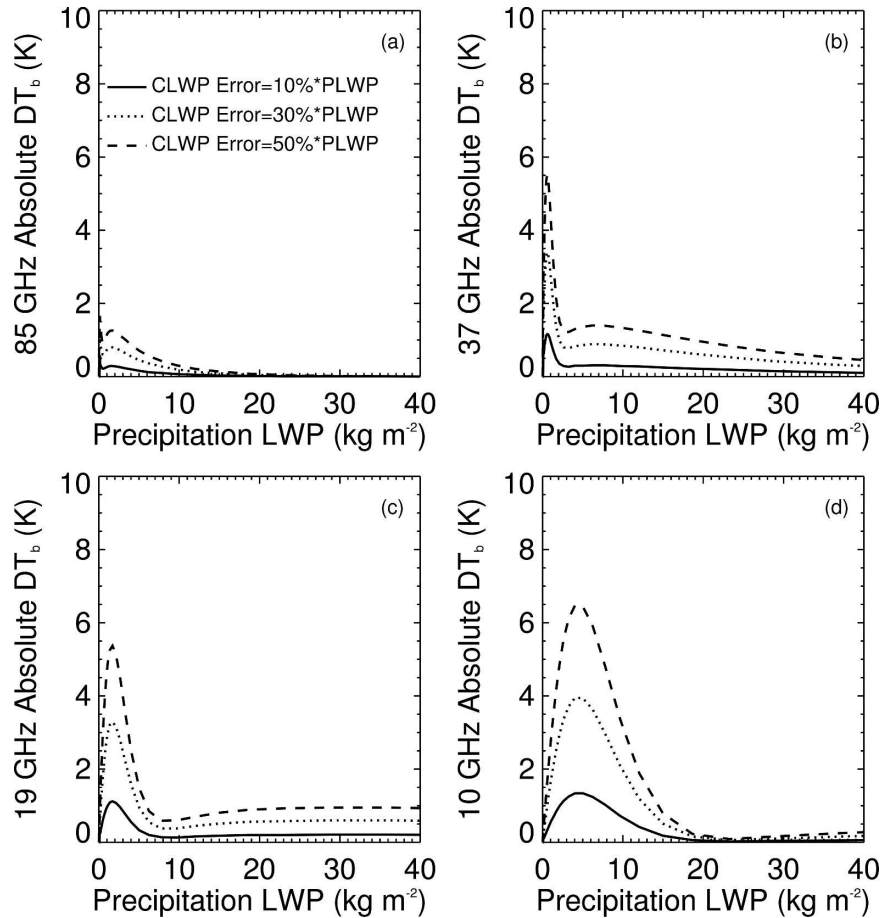 (a)
10
8
6
4
2
0
85 GHz Absolute DTb (K)
CLWP Error=10%*PLWP
CLWP Error=30%*PLWP
CLWP Error=50%*PLWP
0 10 20 30 40
Precipitation LWP (kg m-2)
(b)
10
8
6
4
2
0
37 GHz Absolute DTb (K)
0 10 20 30 40
Precipitation LWP (kg m-2)
(c)
10
8
6
4
2
0
19 GHz Absolute DTb (K)
0 10 20 30 40
Precipitation LWP (kg m-2)
(d)
10
8
6
4
2
0
10 GHz Absolute DTb (K)
0 10 20 30 40
Precipitation LWP (kg m-2)